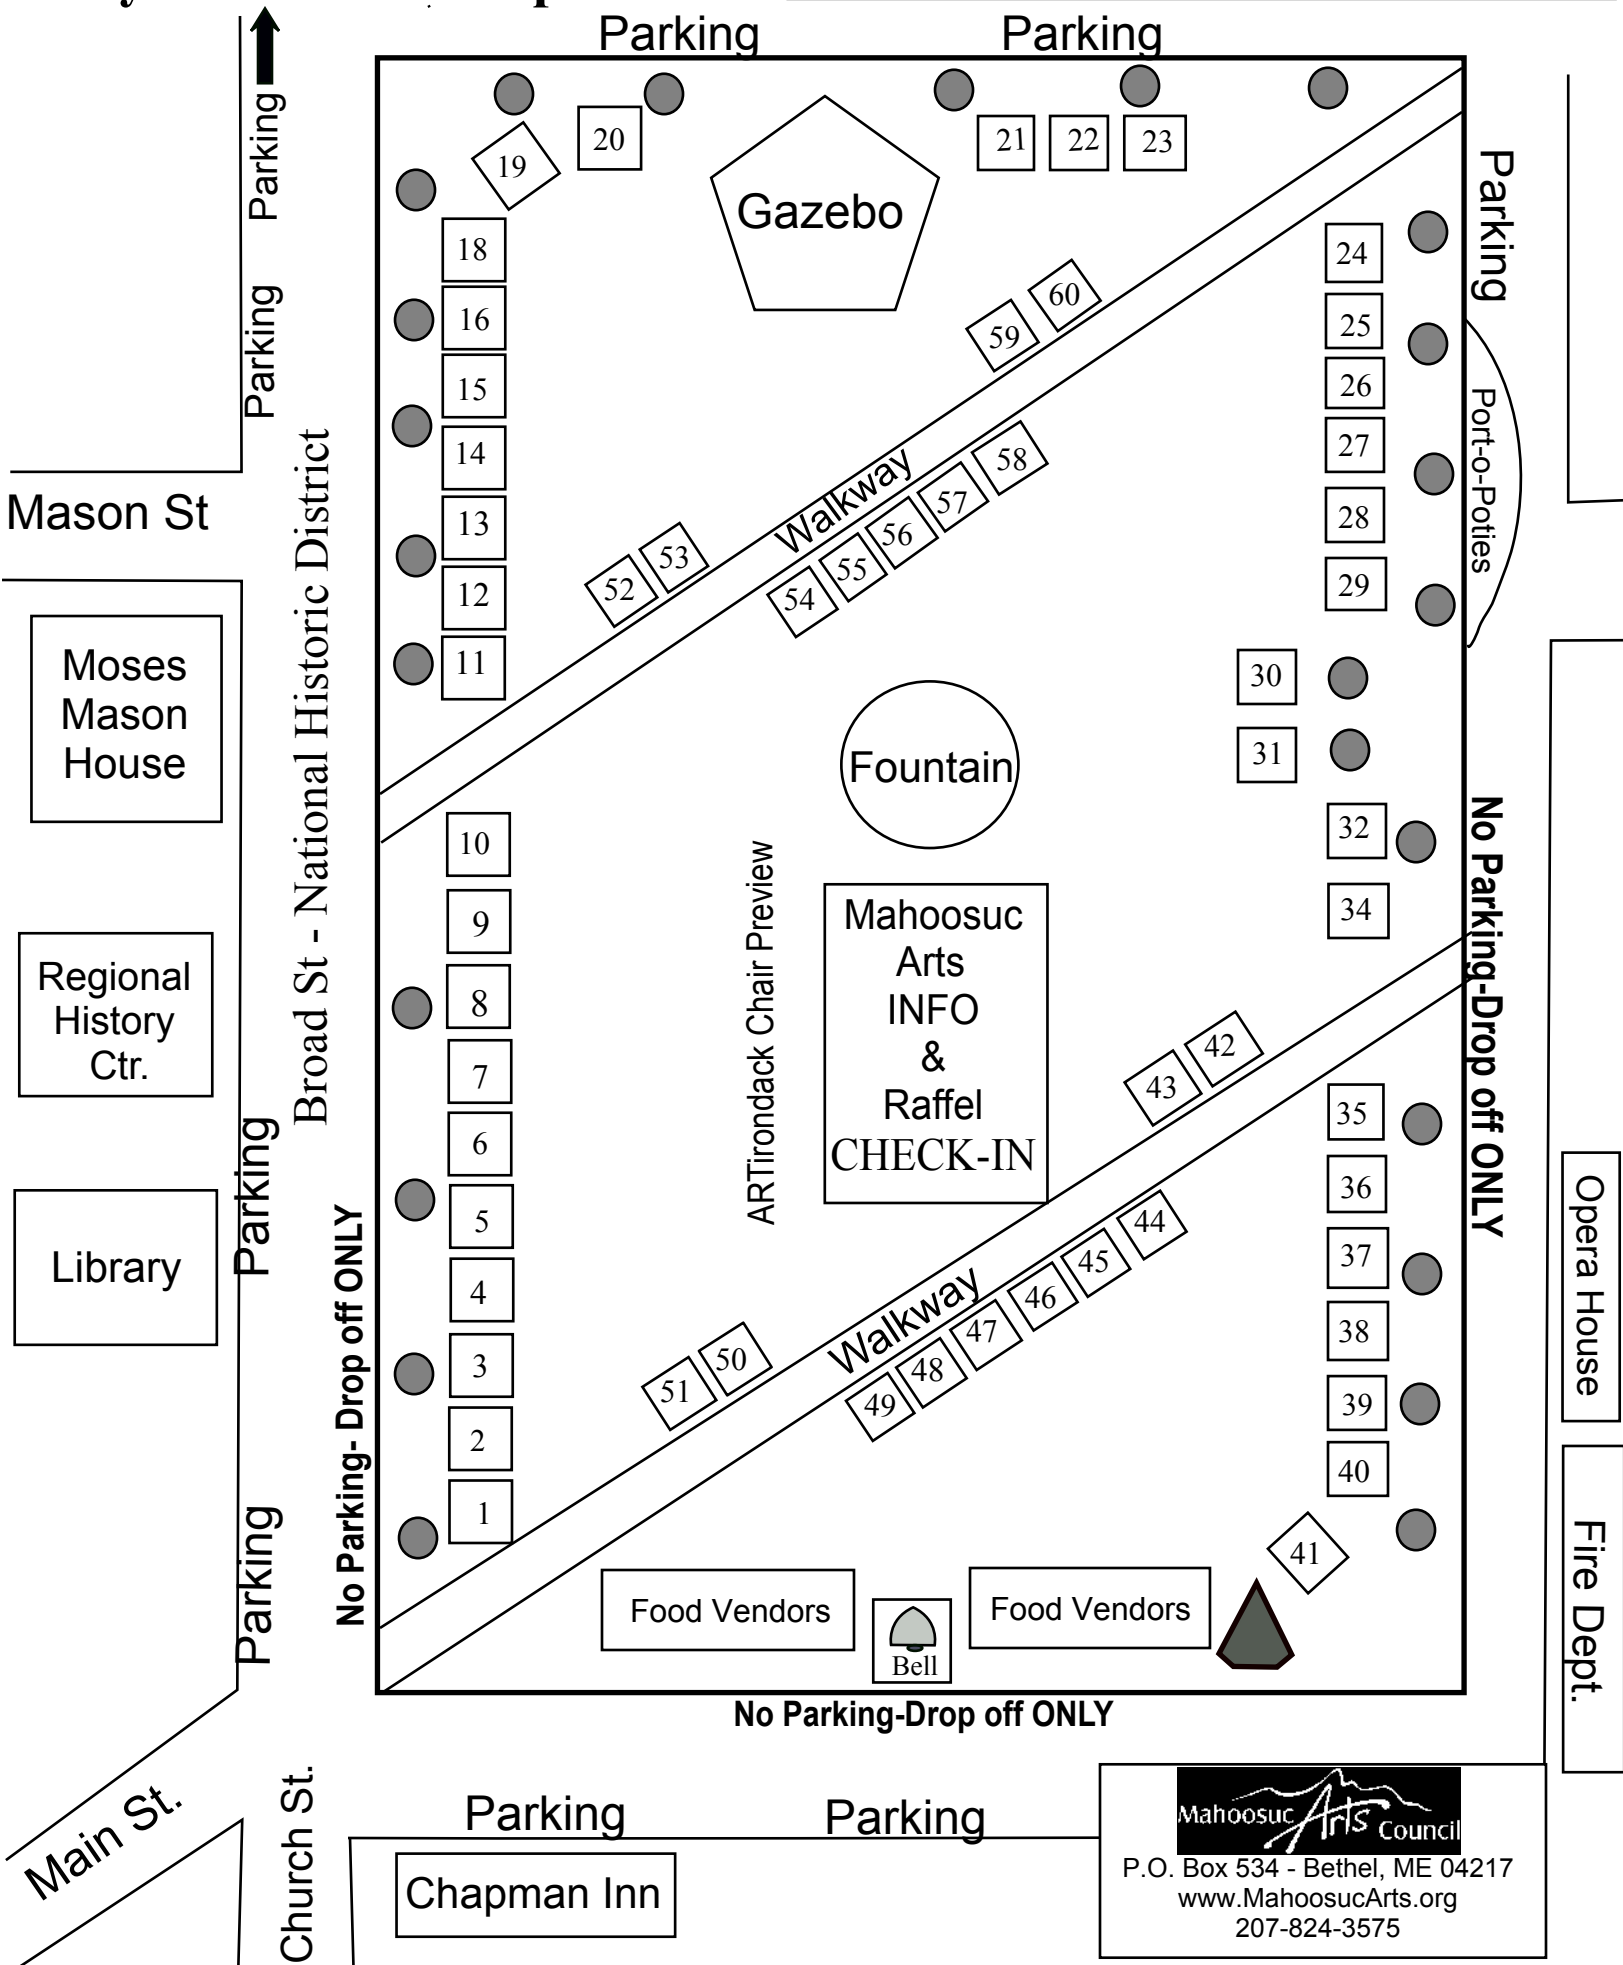 Parking
Parking
Parking
Parking
Parking
19
20
21
22
23
Gazebo
18
16
15
14
13
12
11
24
25
26
27
28
29
Port-o-Poties
59
60
Walkway
52
53
54
55
56
57
58
Mason St
Broad St - National Historic District
Moses
Mason
House
30
31
32
34
Fountain
No Parking-Drop off ONLY
10
9
8
7
6
5
4
3
2
1
ARTirondack Chair Preview
Mahoosuc
Arts
INFO
&
Raffel
CHECK-IN
Regional
History
Ctr.
Library
Parking
Parking
No Parking- Drop off ONLY
43
42
35
36
37
38
39
40
41
Walkway
44
45
46
47
48
49
50
51
Opera House
Fire Dept.
Food Vendors
Bell
Food Vendors
No Parking-Drop off ONLY
Main St.
Church St.
Parking
Parking
Chapman Inn
Mahoosuc Arts Council
P.O. Box 534 - Bethel, ME 04217
www.MahoosucArts.org
207-824-3575